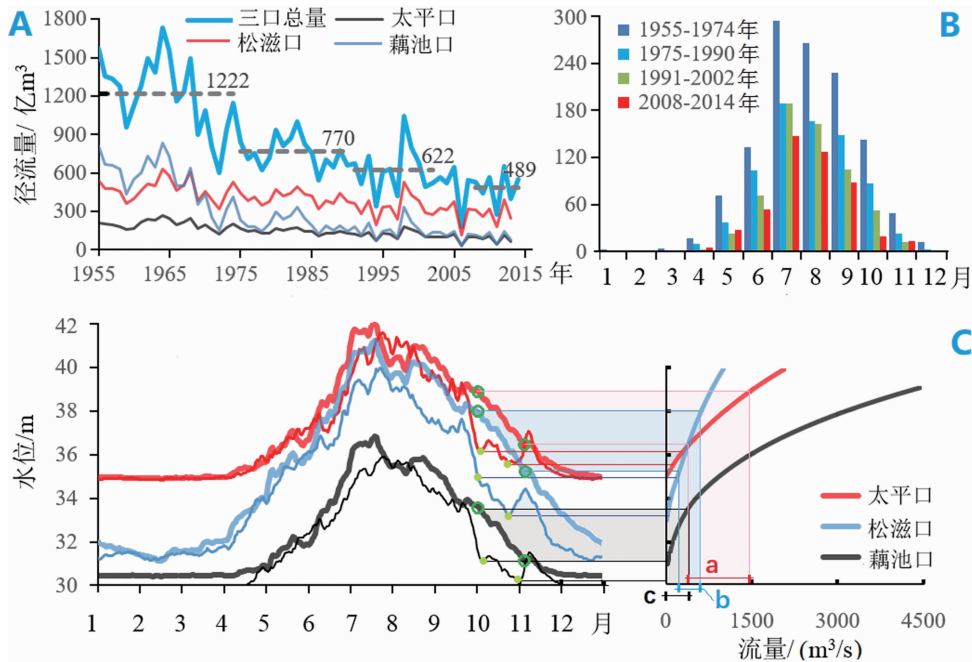 A
三口总量
太平口
松滋口
藕池口
径流量/ 亿m³
1800
1200
900
600
300
0
1222
770
622
489
1955 1965 1975 1985 1995 2005 2015 年
B
300
180
120
60
0
1955-1974年
1975-1990年
1991-2002年
2008-2014年
1 2 3 4 5 6 7 8 9 10 11 12 月
C
水位/m
42
40
38
36
34
32
30
1 2 3 4 5 6 7 8 9 10 11 12 月
太平口
松滋口
藕池口
a
b
c
0 1500 3000 4500
流量/ (m³/s)